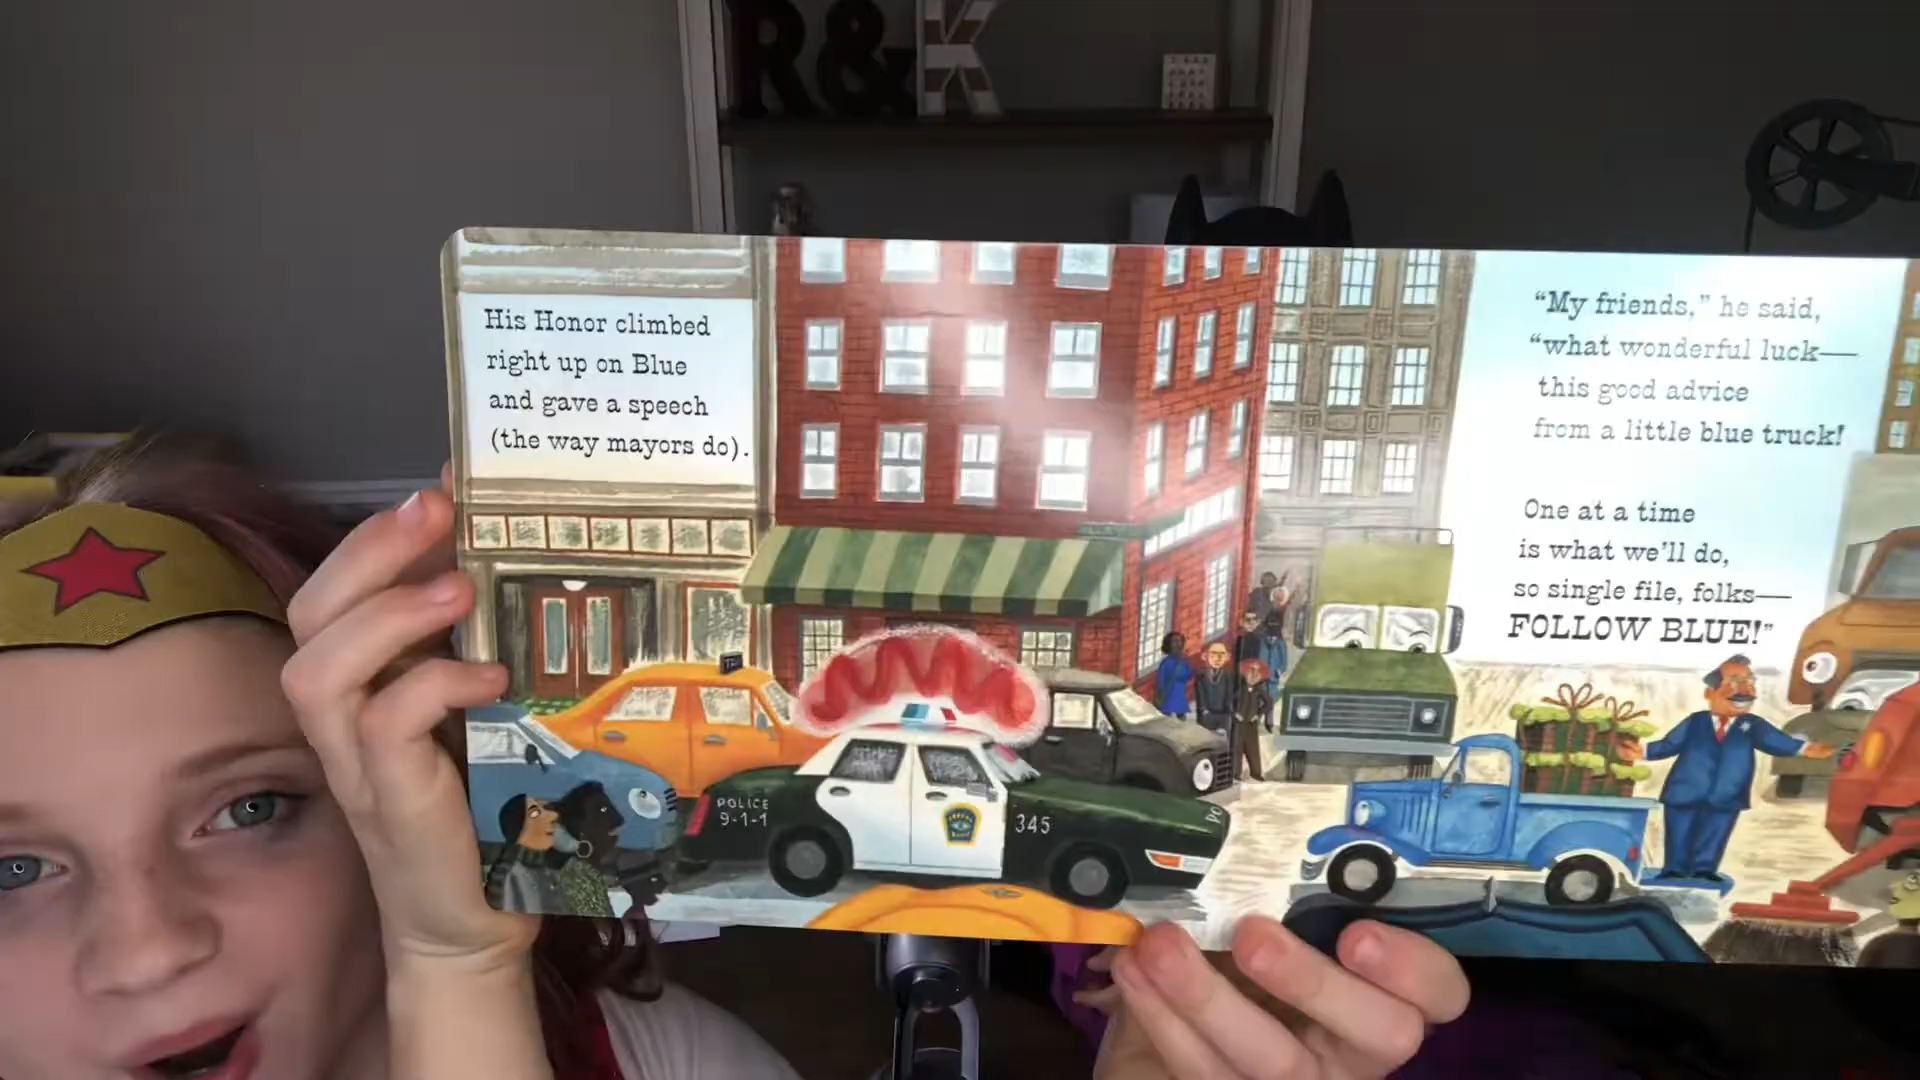 R&K
His Honor climbed
right up on Blue
and gave a speech
(the way mayors do).
“My friends,” he said,
“what wonderful luck—
this good advice
from a little blue truck!
One at a time
is what we’ll do,
so single file, folks—
FOLLOW BLUE!”
POLICE
9-1-1
345
PO